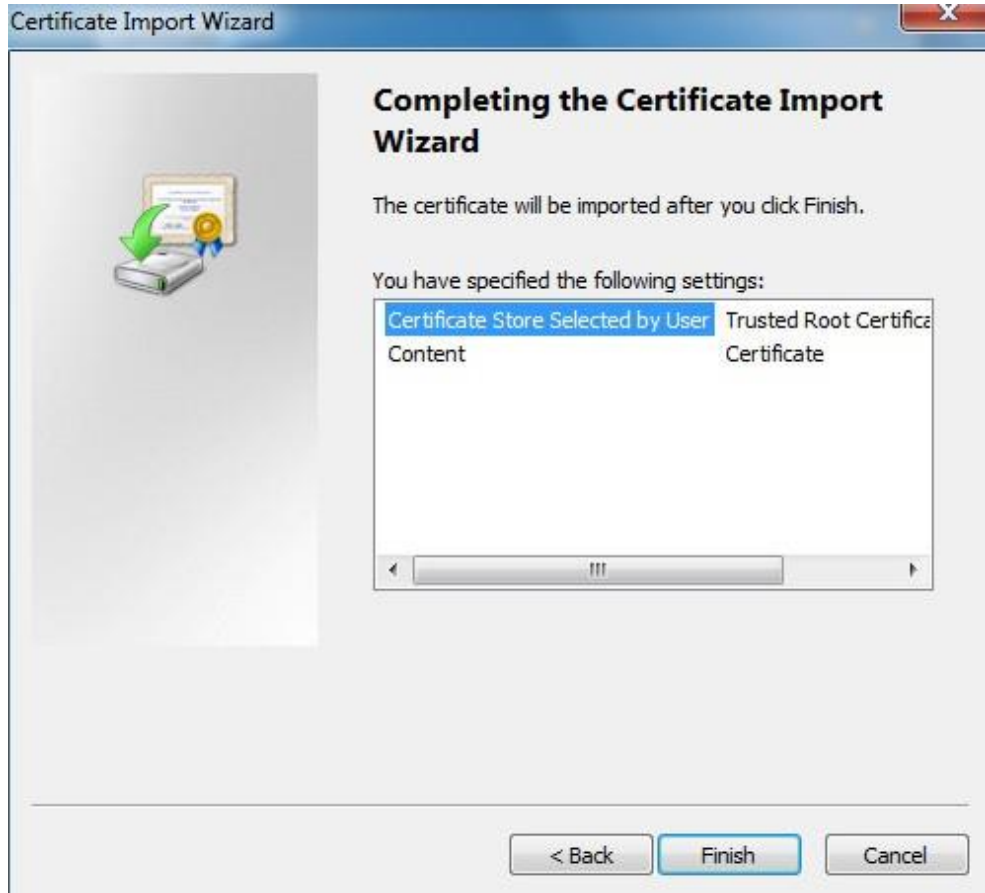 Certificate Import Wizard
X
Completing the Certificate Import
Wizard
The certificate will be imported after you click Finish.
You have specified the following settings:
Certificate Store Selected by User Trusted Root Certifica
Content Certificate
< Back Finish Cancel